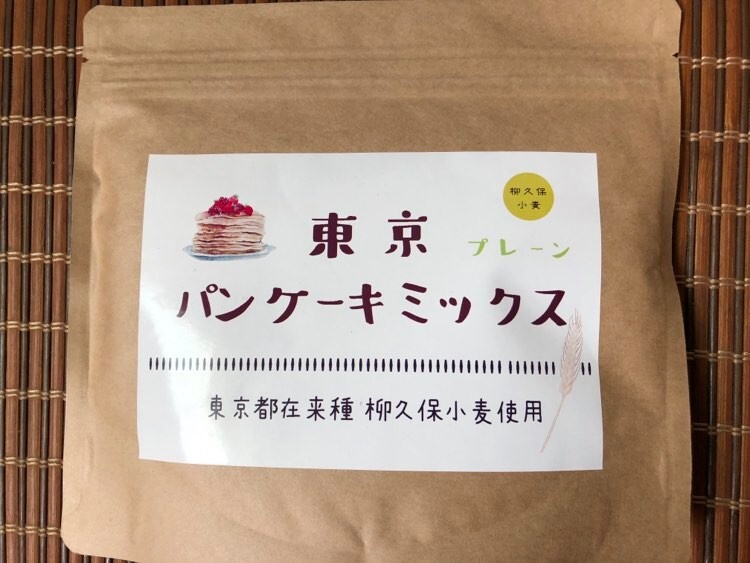 柳久保
小麦
東京 プレーン
パンケーキミックス
東京都在来種 柳久保小麦使用